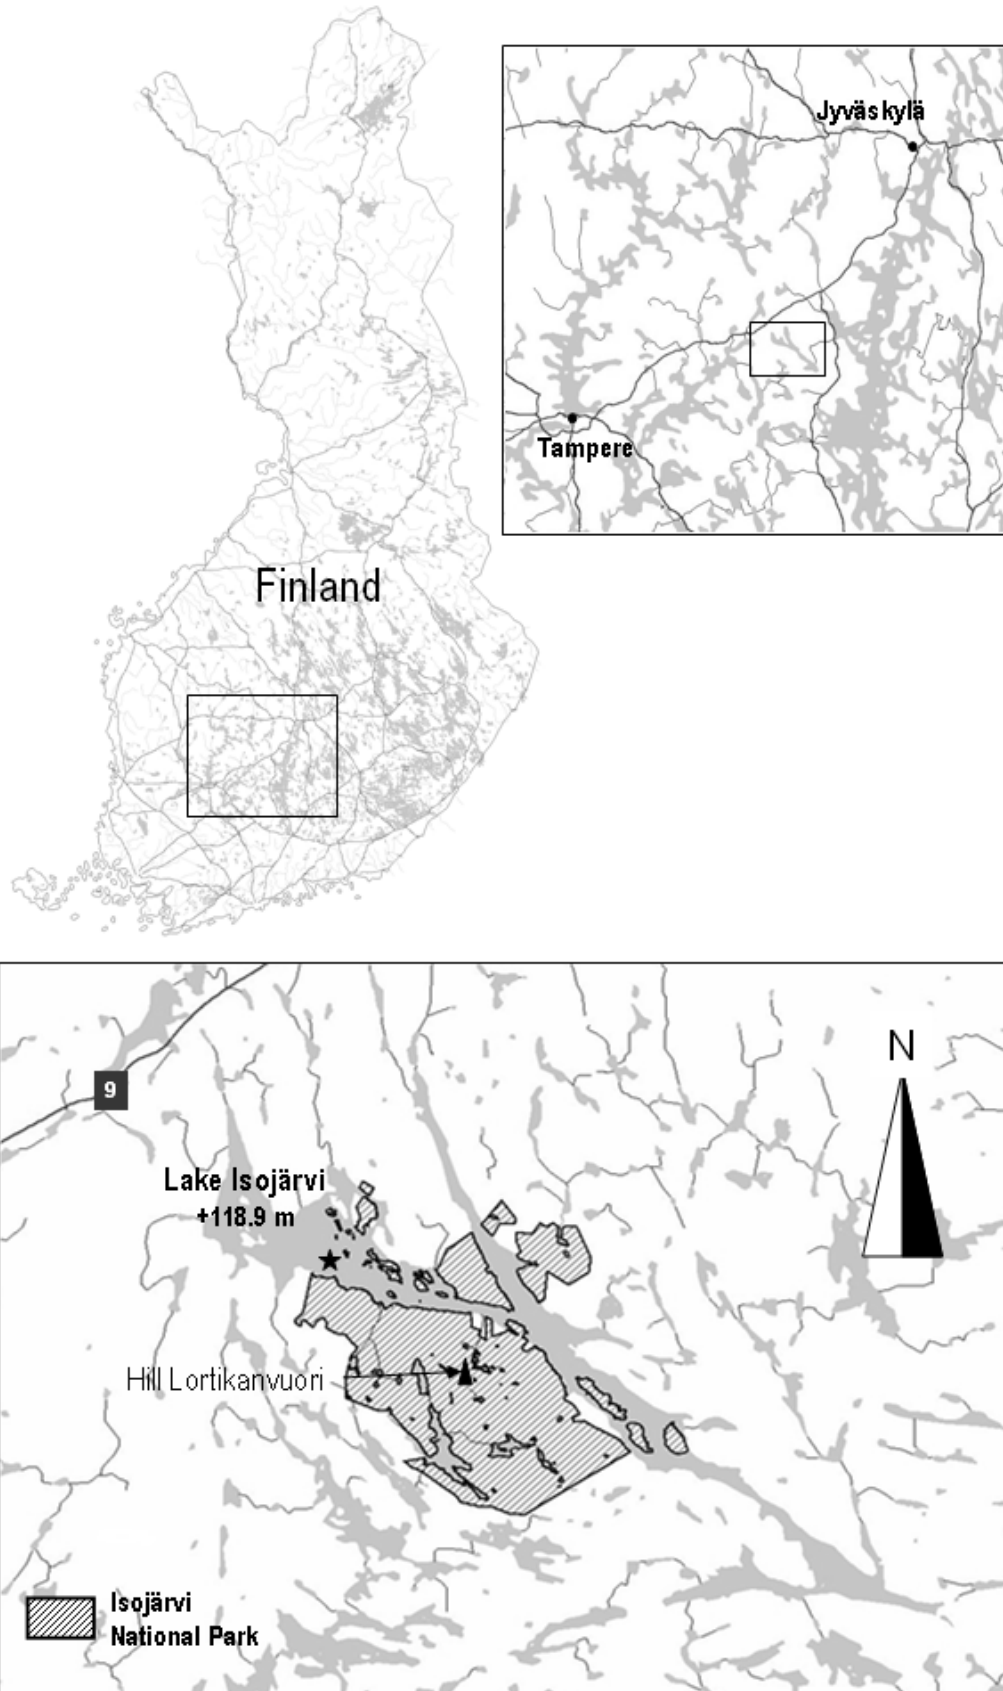 Jyväskylä
Tampere
Finland
N
9
Lake Isojärvi
+118.9 m
Hill Lortikanvuori
Isojärvi
National Park